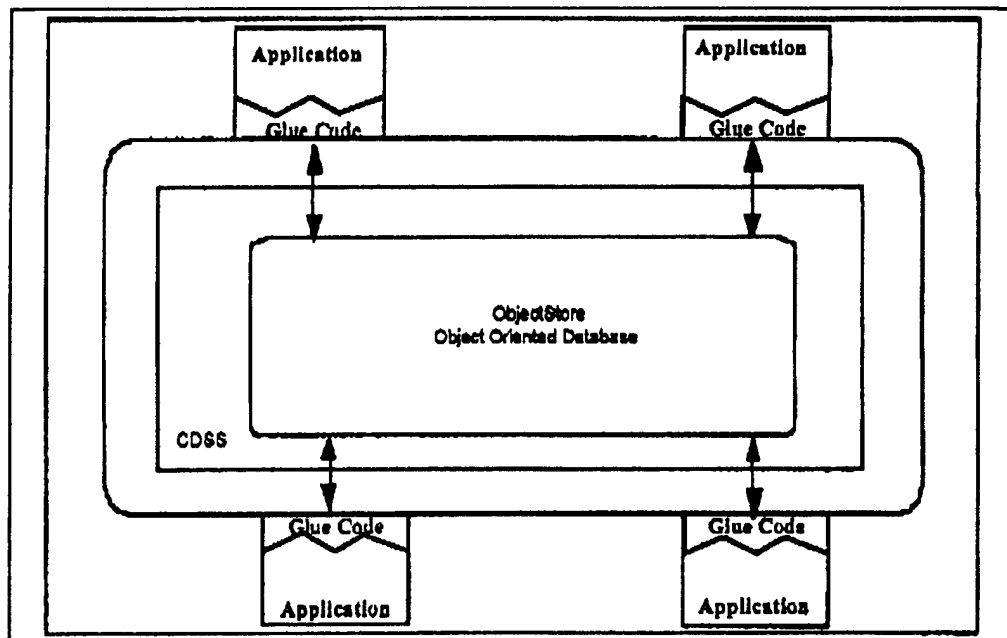 Application
Application
Glue Code
Glue Code
ObjectStore
Object Oriented Database
CDSS
Glue Code
Glue Code
Application
Application